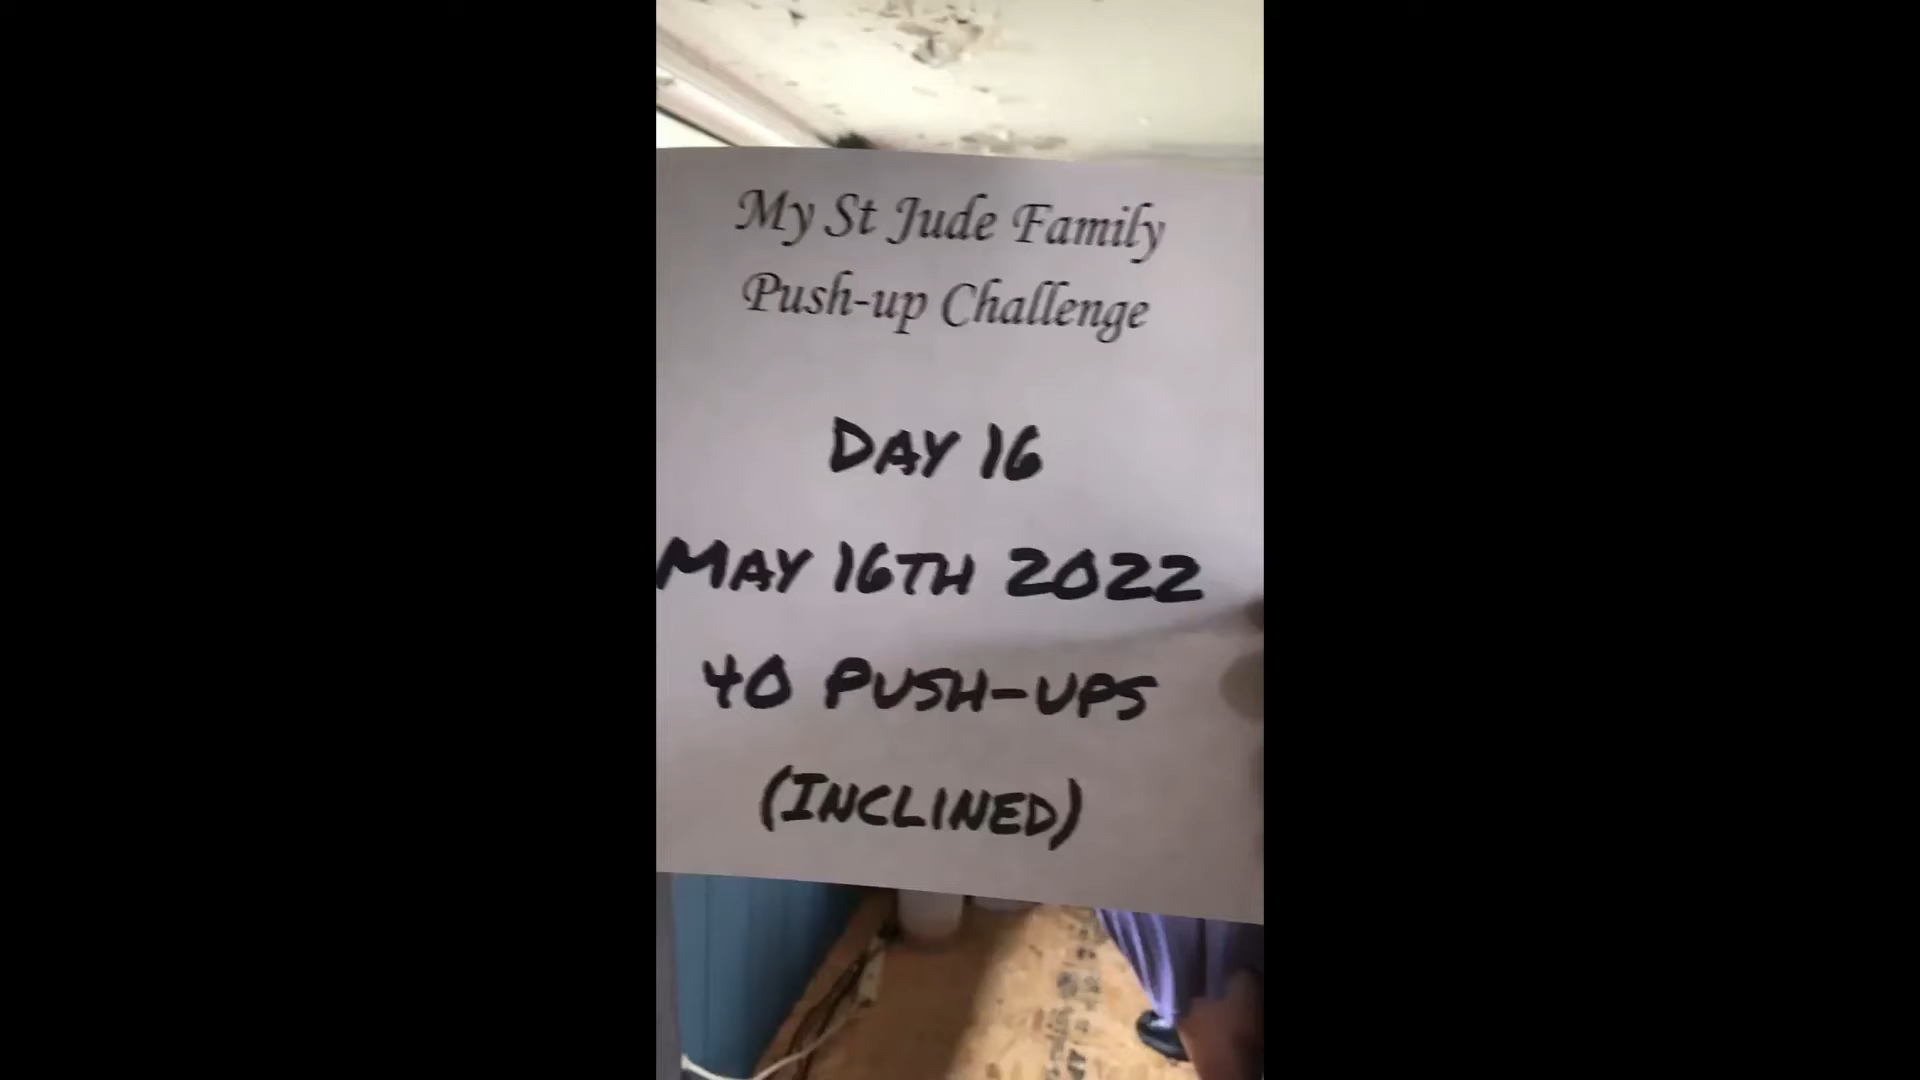 My St Jude Family
Push-up Challenge
DAY 16
MAY 16TH 2022
40 PUSH-UPS
(INCLINED)